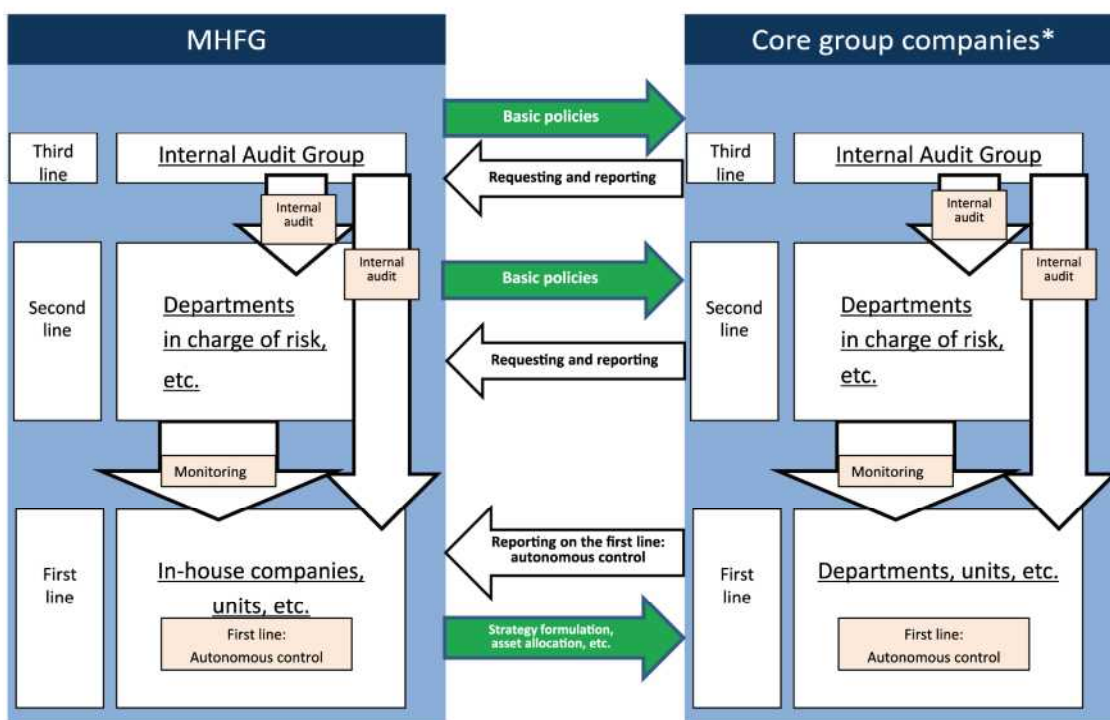 MHFG
Core group companies*
Basic policies
Third
line
Internal Audit Group
Requesting and reporting
Third
line
Internal Audit Group
Internal
audit
Internal
audit
Internal
audit
Internal
audit
Basic policies
Second
line
Departments
in charge of risk,
etc.
Requesting and reporting
Second
line
Departments
in charge of risk,
etc.
Monitoring
Monitoring
Reporting on the first line:
autonomous control
First
line
In-house companies,
units, etc.
First line:
Autonomous control
Strategy formulation,
asset allocation, etc.
First
line
Departments, units, etc.
First line:
Autonomous control